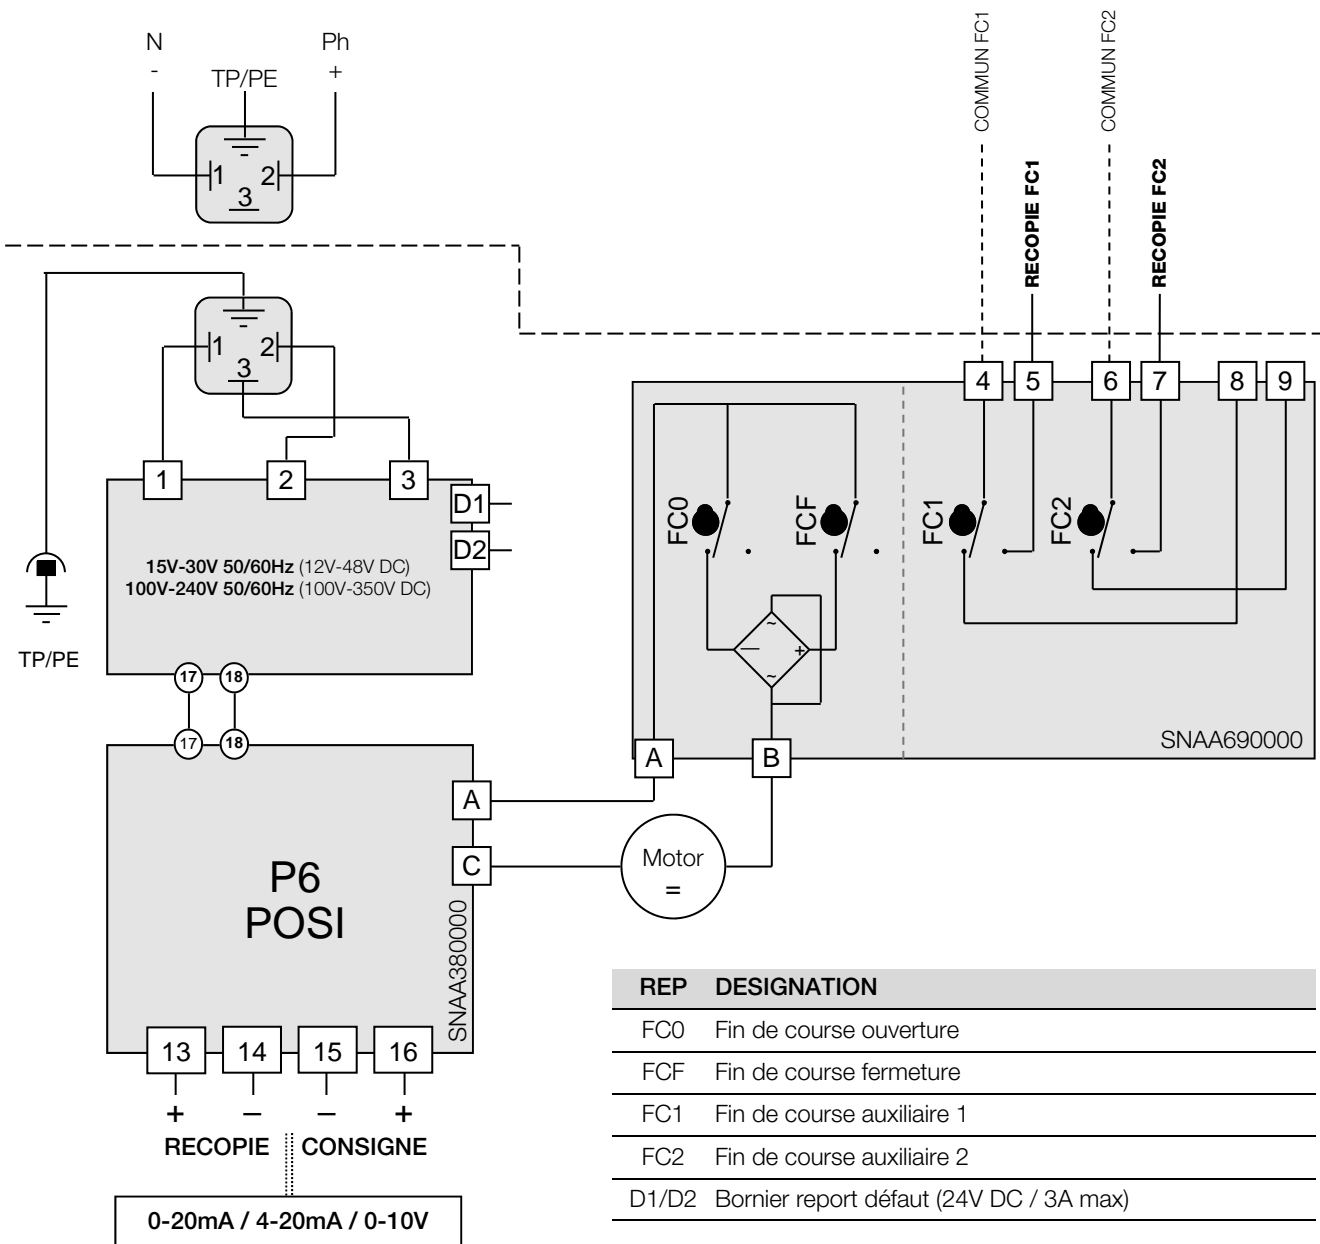 N
Ph
-
TP/PE
+
1
2
3
COMMUN FC1
RECOPIE FC1
COMMUN FC2
RECOPIE FC2
1
2
3
4
5
6
7
8
9
1
2
3
D1
D2
15V-30V 50/60Hz (12V-48V DC)
100V-240V 50/60Hz (100V-350V DC)
TP/PE
FC0
FCF
FC1
FC2
~
—
+
~
17
18
17
18
A
B
SNAA690000
A
C
Motor
=
P6
POSI
SNAA380000
13
14
15
16
+
–
–
+
RECOPIE
CONSIGNE
0-20mA / 4-20mA / 0-10V
REP DESIGNATION
FC0 Fin de course ouverture
FCF Fin de course fermeture
FC1 Fin de course auxiliaire 1
FC2 Fin de course auxiliaire 2
D1/D2 Bornier report défaut (24V DC / 3A max)